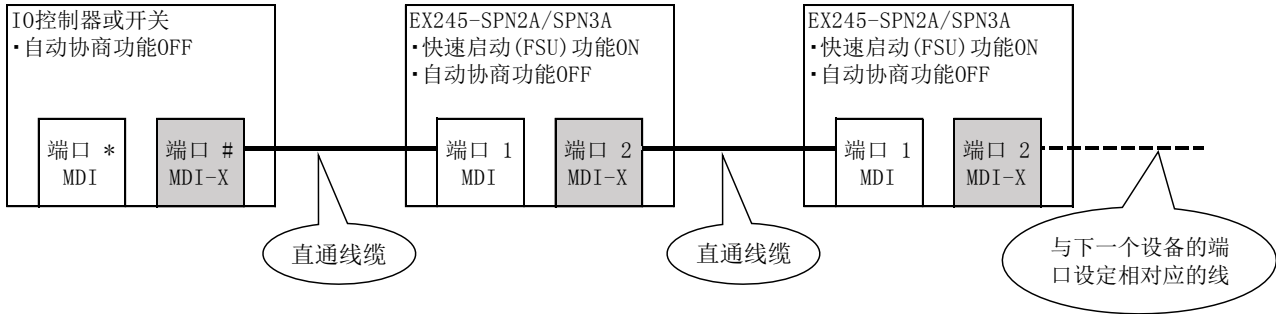 IO控制器或开关
・自动协商功能OFF
端口 *
MDI
端口 #
MDI-X
EX245-SPN2A/SPN3A
・快速启动(FSU)功能ON
・自动协商功能OFF
端口 1
MDI
端口 2
MDI-X
EX245-SPN2A/SPN3A
・快速启动(FSU)功能ON
・自动协商功能OFF
端口 1
MDI
端口 2
MDI-X
直通线缆
直通线缆
与下一个设备的端
口设定相对应的线